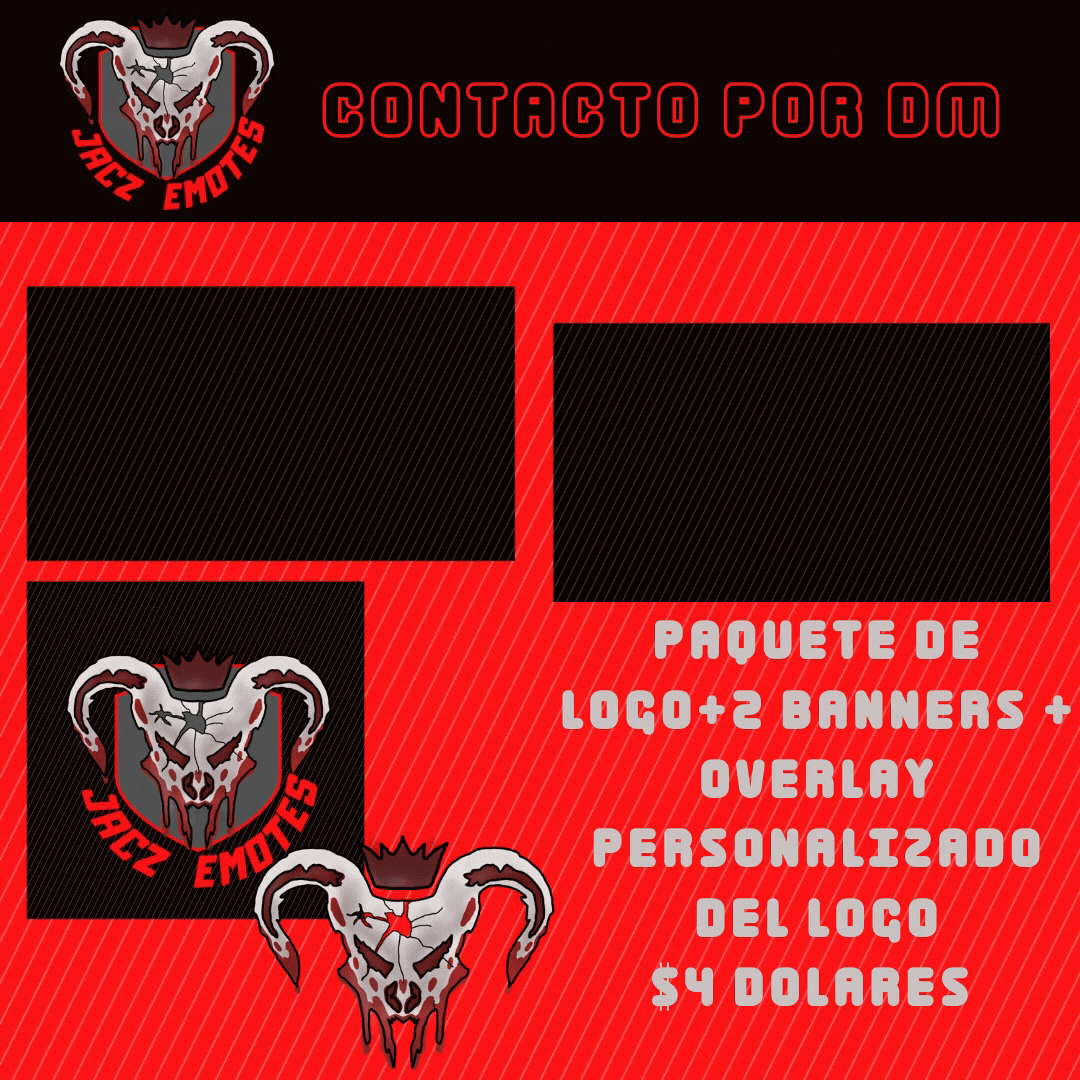 JACZ EMOTES
CONTACTO POR DM
JACZ EMOTES
PAQUETE DE
LOGO+2 BANNERS +
OVERLAY
PERSONALIZADO
DEL LOGO
$4 DOLARES